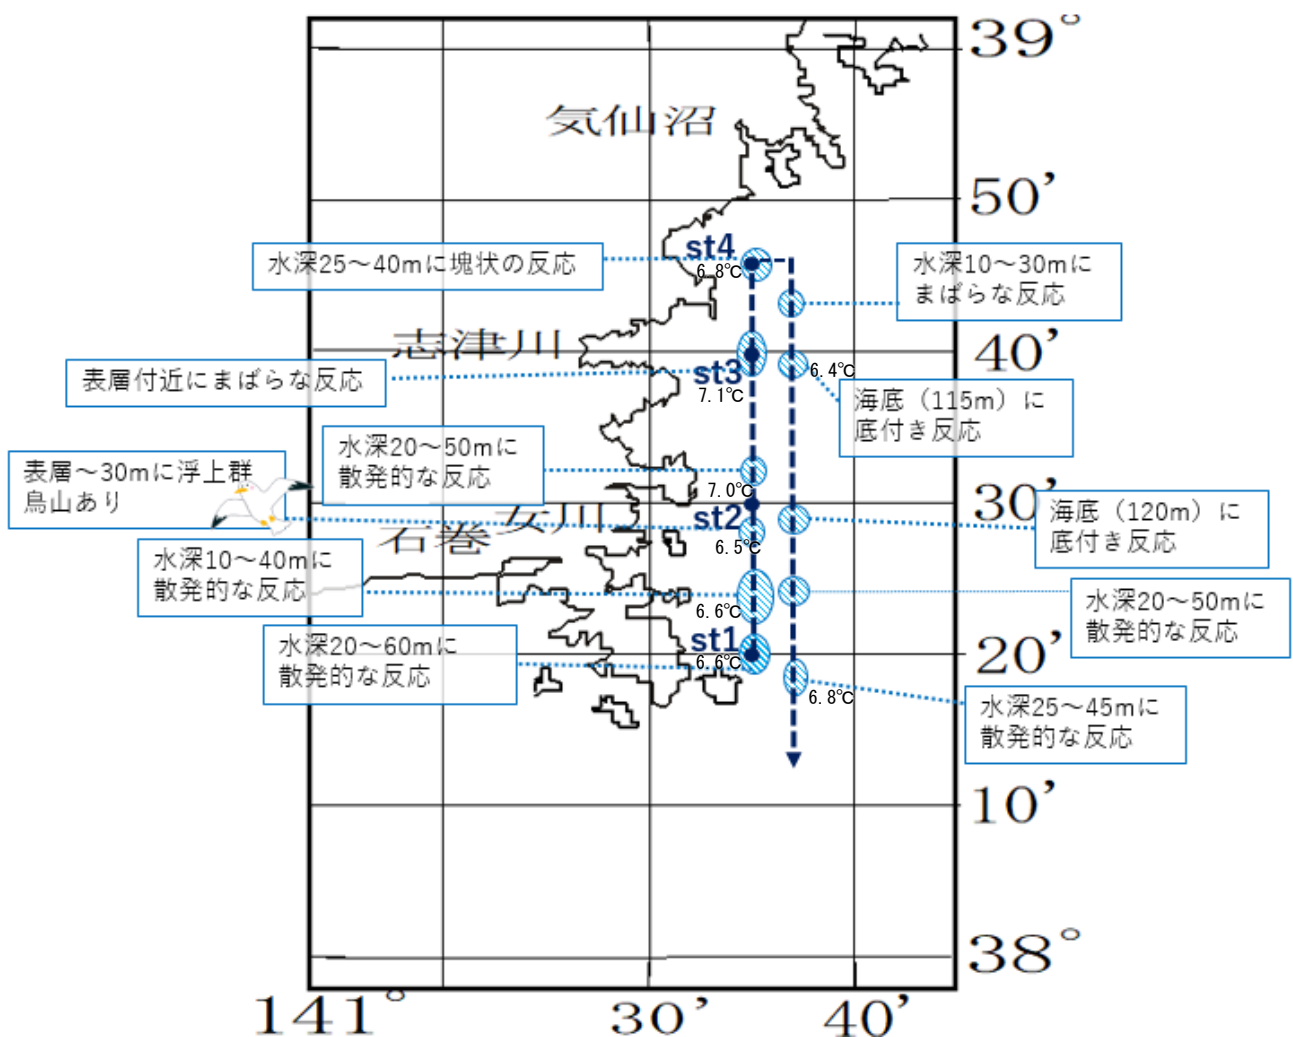 39°
気仙沼
50’
st4
水深25～40mに塊状の反応
6.8℃
水深10～30mに
まばらな反応
志津川
40’
表層付近にまばらな反応
st3
7.1℃
6.4℃
海底（115m）に
底付き反応
水深20～50mに
散発的な反応
表層～30mに浮上群
鳥山あり
7.0℃
30’
女川
石巻
st2
6.5℃
海底（120m）に
底付き反応
水深10～40mに
散発的な反応
6.6℃
水深20～50mに
散発的な反応
水深20～60mに
散発的な反応
st1
6.6℃
20’
6.8℃
水深25～45mに
散発的な反応
10’
38°
141°
30’
40’